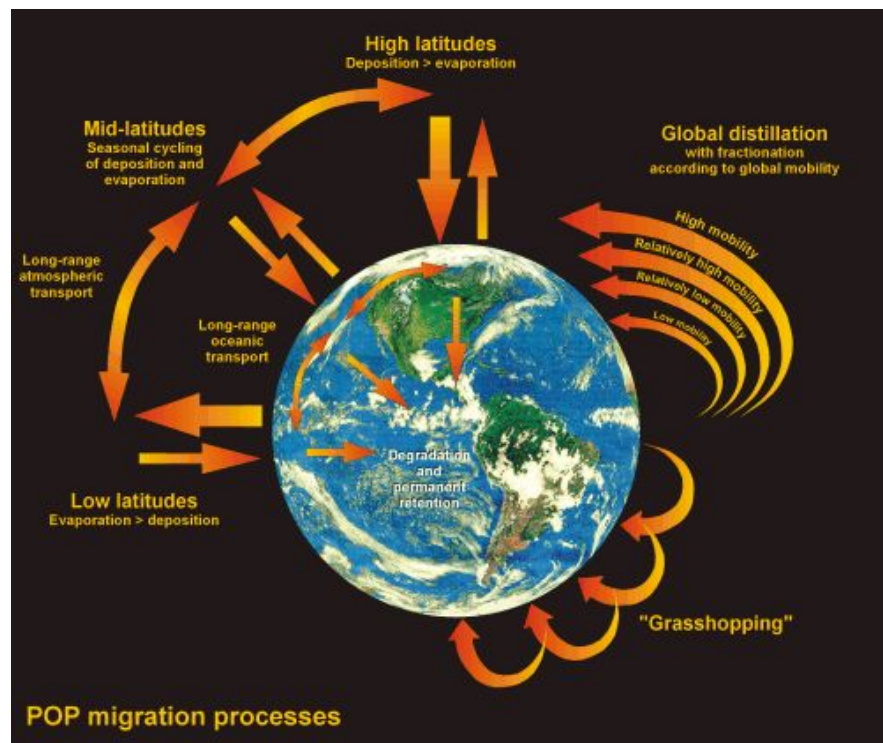 High latitudes
Deposition > evaporation
Mid-latitudes
Seasonal cycling
of deposition and
evaporation
Global distillation
with fractionation
according to global mobility
High mobility
Relatively high mobility
Relatively low mobility
Low mobility
Long-range
atmospheric
transport
Long-range
oceanic
transport
Degradation
and
permanent
retention
Low latitudes
Evaporation > deposition
"Grasshopping"
POP migration processes